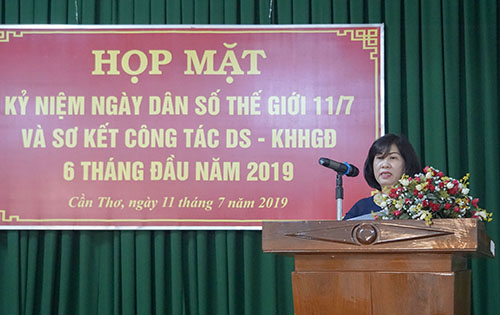 HỌP MẶT
KỶ NIỆM NGÀY DÂN SỐ THẾ GIỚI 11/7
VÀ SƠ KẾT CÔNG TÁC DS - KHHGĐ
6 THÁNG ĐẦU NĂM 2019
Cần Thơ, ngày 11 tháng 7 năm 2019